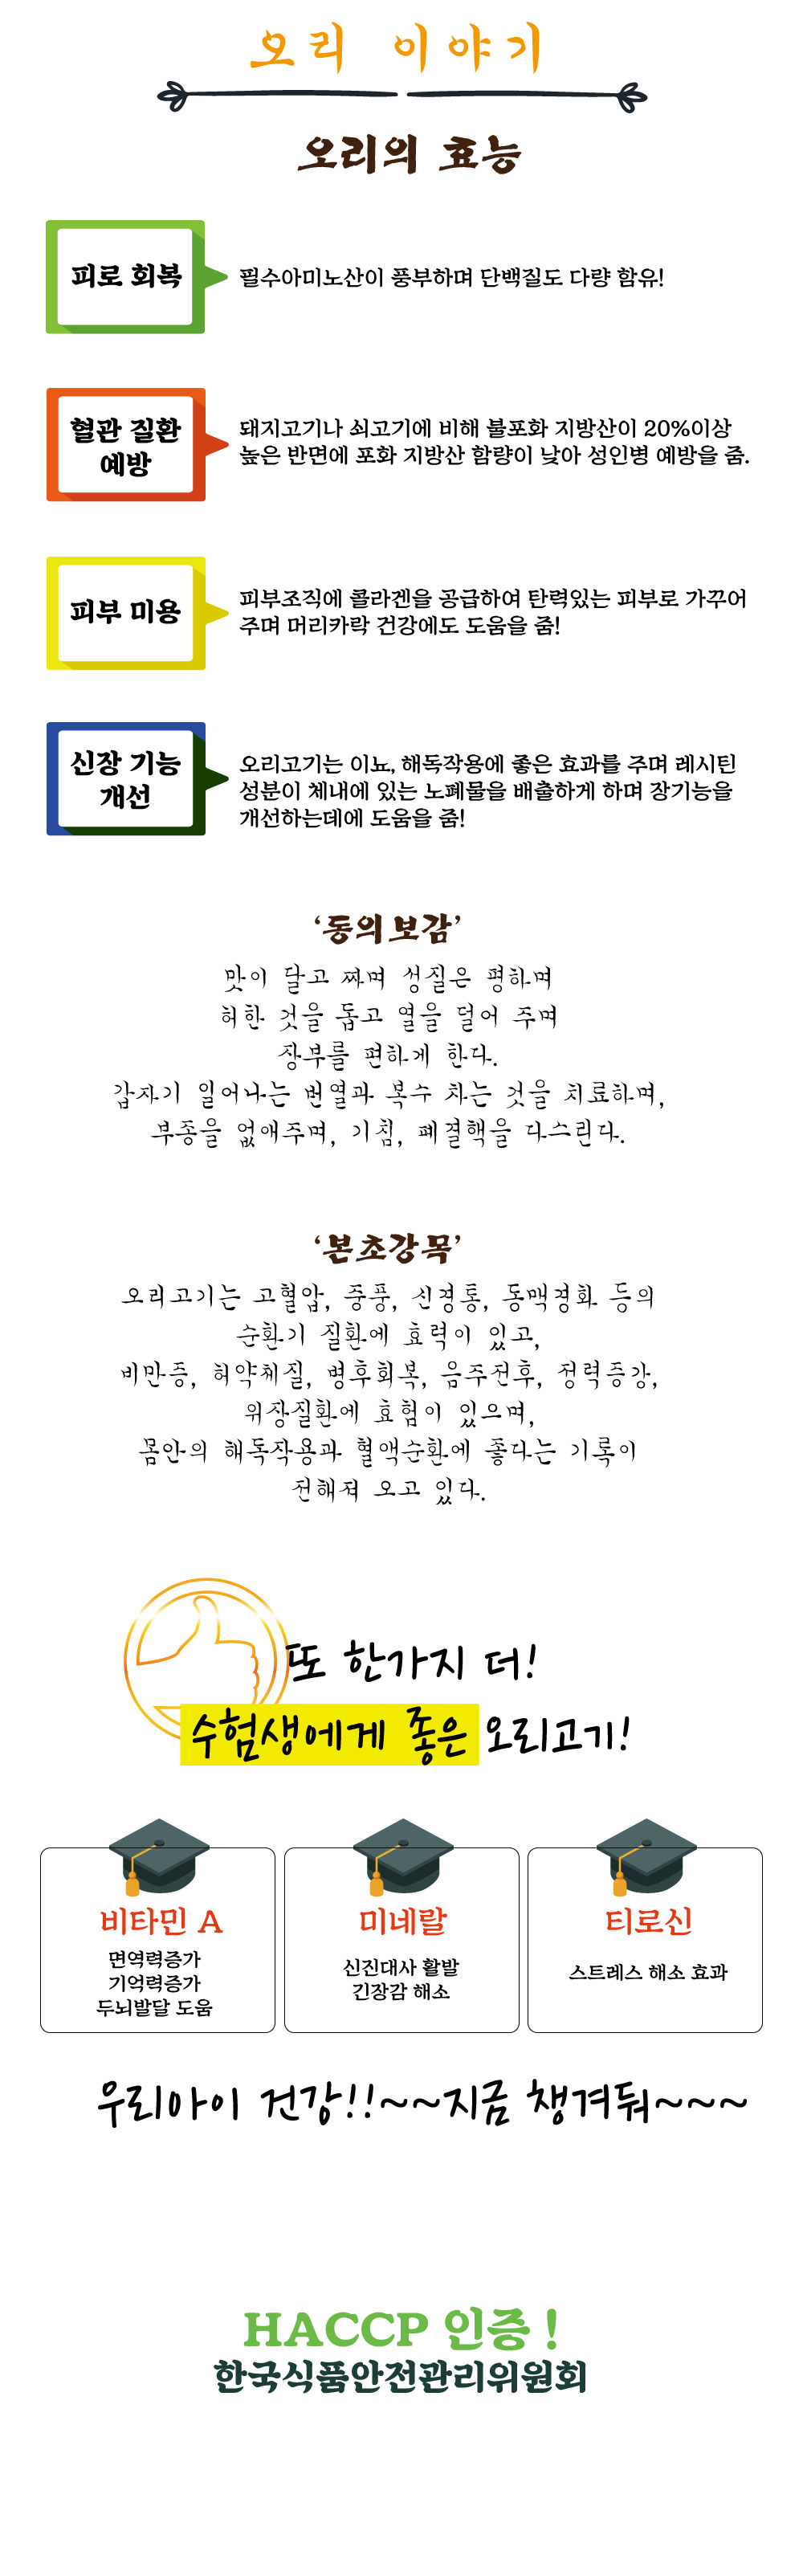 오리 이야기
오리의 효능
피로 회복
필수아미노산이 풍부하며 단백질도 다량 함유!
혈관 질환
예방
돼지고기나 쇠고기에 비해 불포화 지방산이 20%이상
높은 반면에 포화 지방산 함량이 낮아 성인병 예방을 줌.
피부 미용
피부조직에 콜라겐을 공급하여 탄력있는 피부로 가꾸어
주며 머리카락 건강에도 도움을 줌!
신장 기능
개선
오리고기는 이뇨, 해독작용에 좋은 효과를 주며 레시틴
성분이 체내에 있는 노폐물을 배출하게 하며 장기능을
개선하는데에 도움을 줌!
‘동의보감’
맛이 달고 짜며 성질은 평하며
허한 것을 돕고 열을 덜어 주며
장부를 편하게 한다.
갑자기 일어나는 번열과 복수 차는 것을 치료하며,
부종을 없애주며, 기침, 폐결핵을 다스린다.
‘본초강목’
오리고기는 고혈압, 중풍, 신경통, 동맥경화 등의
순환기 질환에 효력이 있고,
비만증, 허약체질, 병후회복, 음주전후, 정력증강,
위장질환에 효험이 있으며,
몸안의 해독작용과 혈액순환에 좋다는 기록이
전해져 오고 있다.
또 한가지 더!
수험생에게 좋은 오리고기!
비타민 A
면역력증가
기억력증가
두뇌발달 도움
미네랄
신진대사 활발
긴장감 해소
티로신
스트레스 해소 효과
우리아이 건강!!~~지금 챙겨둬~~~
HACCP 인증 !
한국식품안전관리위원회